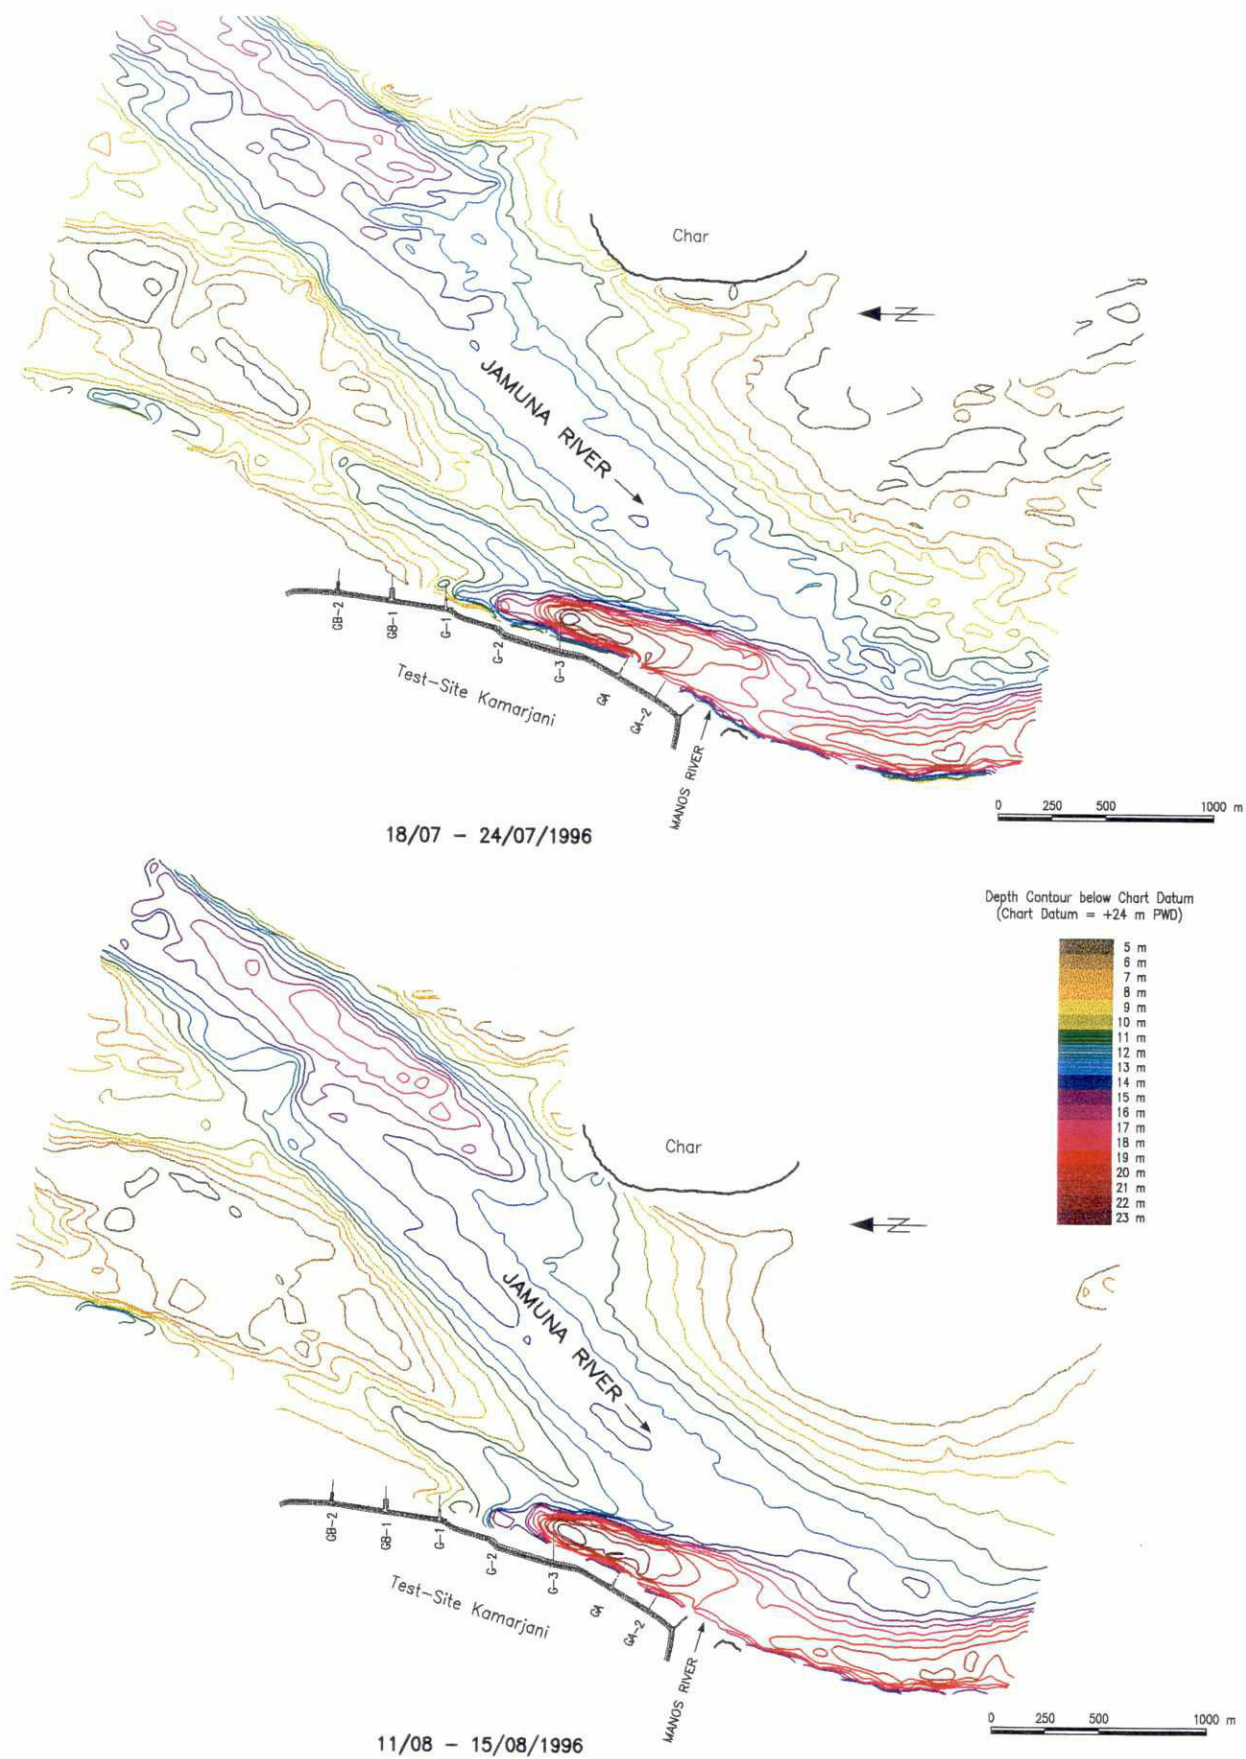 Char
N
JAMUNA RIVER
GB-2
GB-1
G-1
G-2
G-3
GA
GA-2
Test-Site Kamarjani
MANOS RIVER
0 250 500 1000 m
18/07 - 24/07/1996
Depth Contour below Chart Datum
(Chart Datum = +24 m PWD)
5 m
6 m
7 m
8 m
9 m
10 m
11 m
12 m
13 m
14 m
15 m
16 m
17 m
18 m
19 m
20 m
21 m
22 m
23 m
Char
N
JAMUNA RIVER
GB-2
GB-1
G-1
G-2
G-3
GA
GA-2
Test-Site Kamarjani
MANOS RIVER
0 250 500 1000 m
11/08 - 15/08/1996